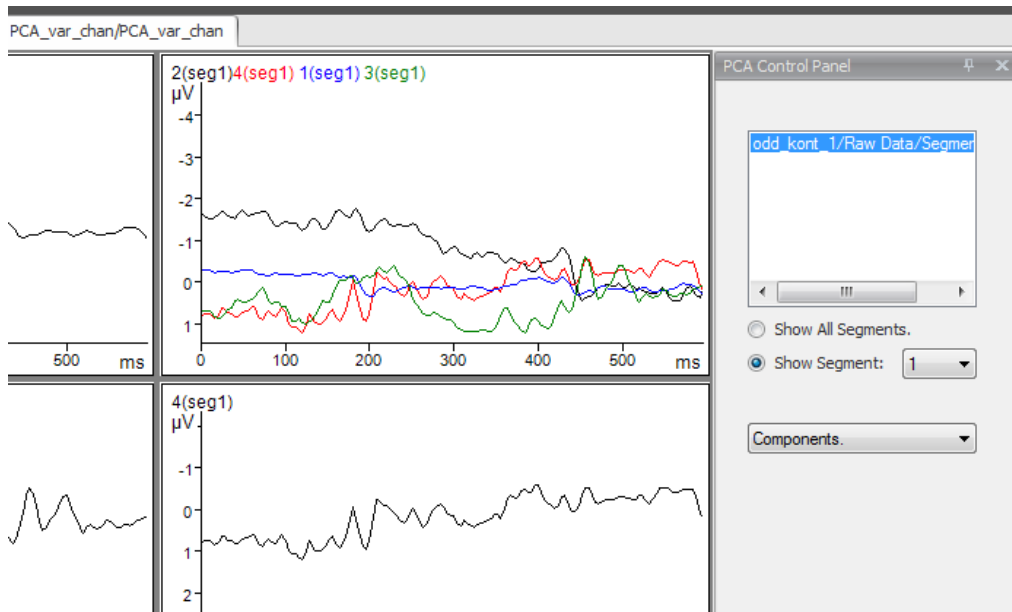 PCA_var_chan/PCA_var_chan
500 ms
2(seg1)4(seg1) 1(seg1) 3(seg1)
µV
-4
-3
-2
-1
0
1
0 100 200 300 400 500 ms
PCA Control Panel
odd_kont_1/Raw Data/Segmer
Show All Segments.
Show Segment: 1
Components.
4(seg1)
µV
-1
0
1
2